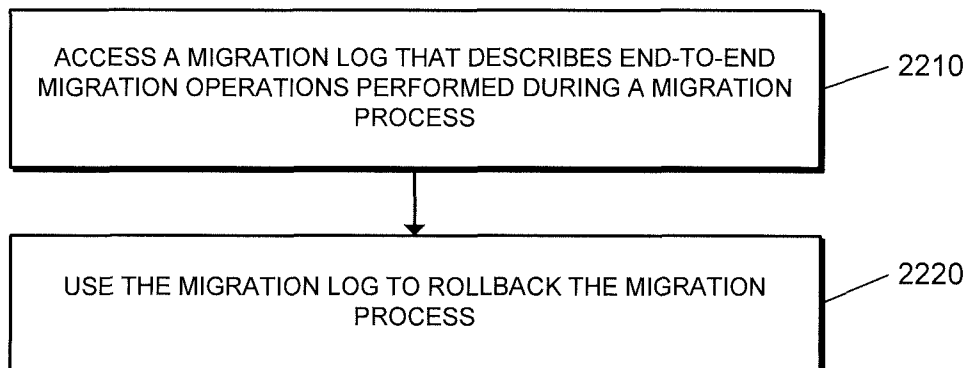 ACCESS A MIGRATION LOG THAT DESCRIBES END-TO-END
MIGRATION OPERATIONS PERFORMED DURING A MIGRATION
PROCESS
2210
USE THE MIGRATION LOG TO ROLLBACK THE MIGRATION
PROCESS
2220